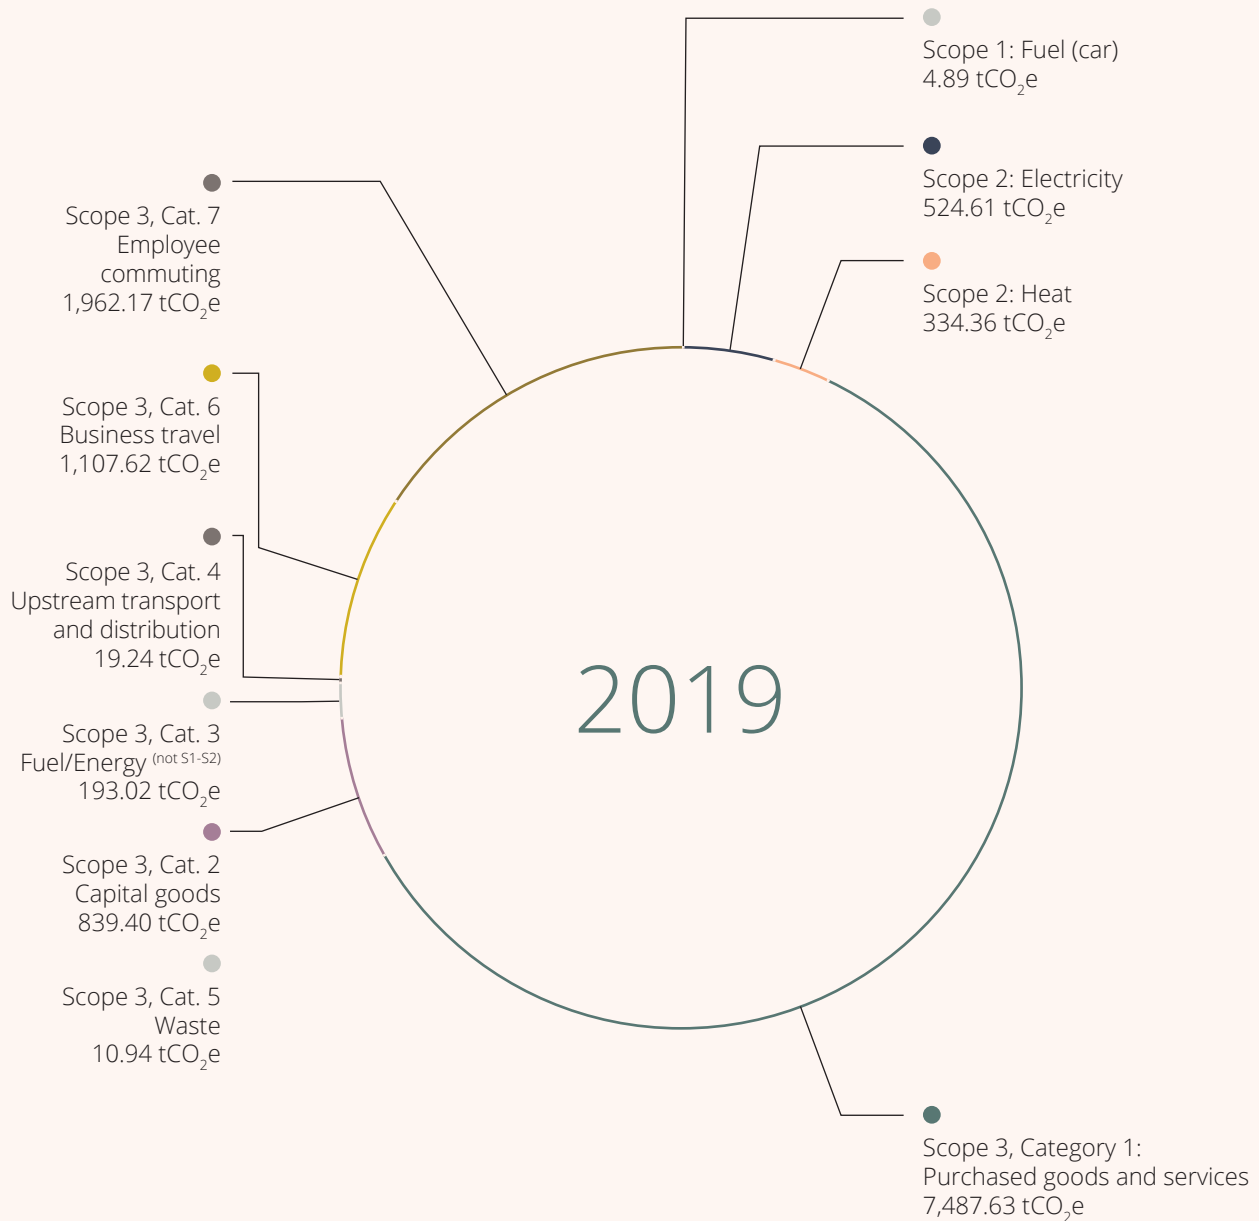 Scope 1: Fuel (car)
4.89 tCO₂e
Scope 2: Electricity
524.61 tCO₂e
Scope 2: Heat
334.36 tCO₂e
Scope 3, Cat. 7
Employee
commuting
1,962.17 tCO₂e
Scope 3, Cat. 6
Business travel
1,107.62 tCO₂e
Scope 3, Cat. 4
Upstream transport
and distribution
19.24 tCO₂e
Scope 3, Cat. 3
Fuel/Energy (not S1-S2)
193.02 tCO₂e
Scope 3, Cat. 2
Capital goods
839.40 tCO₂e
Scope 3, Cat. 5
Waste
10.94 tCO₂e
2019
Scope 3, Category 1:
Purchased goods and services
7,487.63 tCO₂e